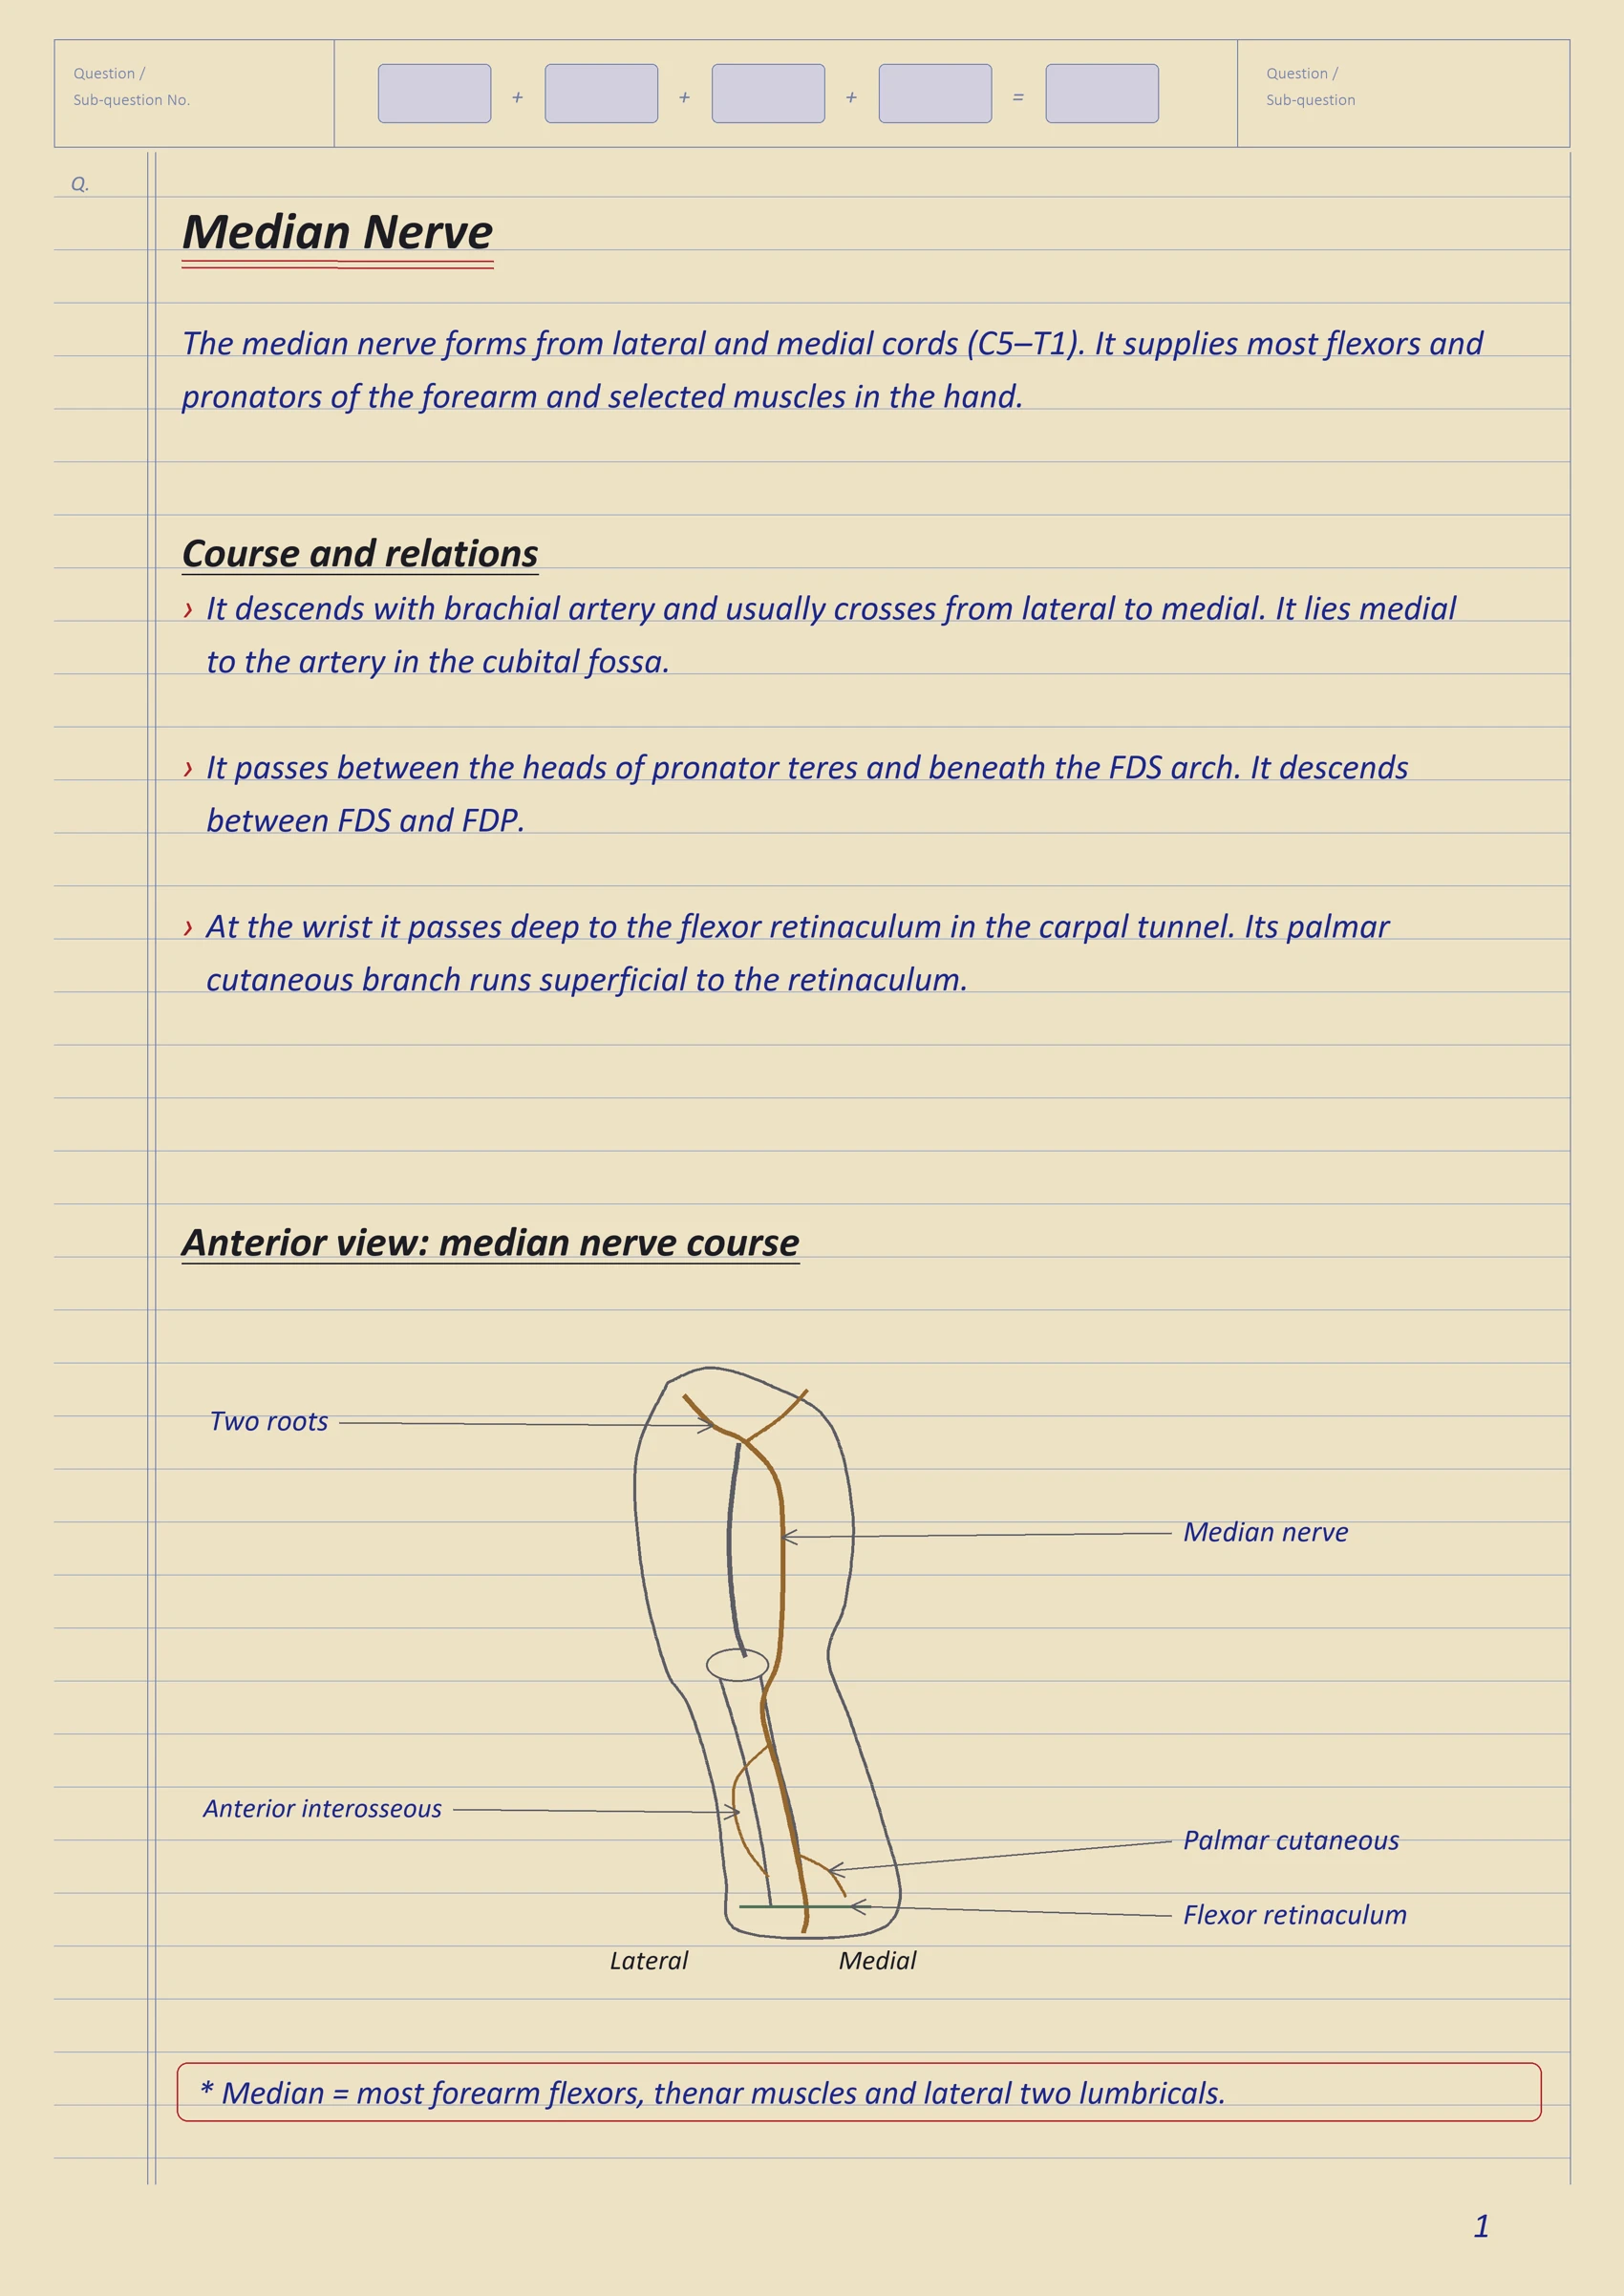 Question /
Sub-question No.
+ + + + =
Question /
Sub-question
Q.
Median Nerve
The median nerve forms from lateral and medial cords (C5–T1). It supplies most flexors and
pronators of the forearm and selected muscles in the hand.
Course and relations
› It descends with brachial artery and usually crosses from lateral to medial. It lies medial
to the artery in the cubital fossa.
› It passes between the heads of pronator teres and beneath the FDS arch. It descends
between FDS and FDP.
› At the wrist it passes deep to the flexor retinaculum in the carpal tunnel. Its palmar
cutaneous branch runs superficial to the retinaculum.
Anterior view: median nerve course
Two roots
Median nerve
Anterior interosseous
Palmar cutaneous
Flexor retinaculum
Lateral Medial
* Median = most forearm flexors, thenar muscles and lateral two lumbricals.
1